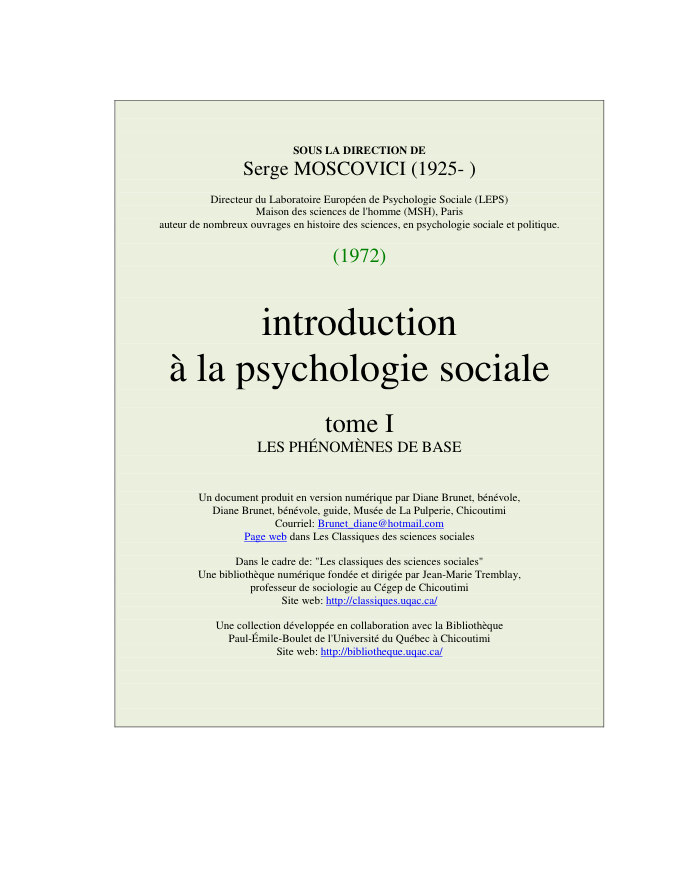 SOUS LA DIRECTION DE
Serge MOSCOVICI (1925- )
Directeur du Laboratoire Européen de Psychologie Sociale (LEPS)
Maison des sciences de l'homme (MSH), Paris
auteur de nombreux ouvrages en histoire des sciences, en psychologie sociale et politique.
(1972)
introduction
à la psychologie sociale
tome I
LES PHÉNOMÈNES DE BASE
Un document produit en version numérique par Diane Brunet, bénévole,
Diane Brunet, bénévole, guide, Musée de La Pulperie, Chicoutimi
Courriel: Brunet_diane@hotmail.com
Page web dans Les Classiques des sciences sociales
Dans le cadre de: "Les classiques des sciences sociales"
Une bibliothèque numérique fondée et dirigée par Jean-Marie Tremblay,
professeur de sociologie au Cégep de Chicoutimi
Site web: http://classiques.uqac.ca/
Une collection développée en collaboration avec la Bibliothèque
Paul-Émile-Boulet de l'Université du Québec à Chicoutimi
Site web: http://bibliotheque.uqac.ca/